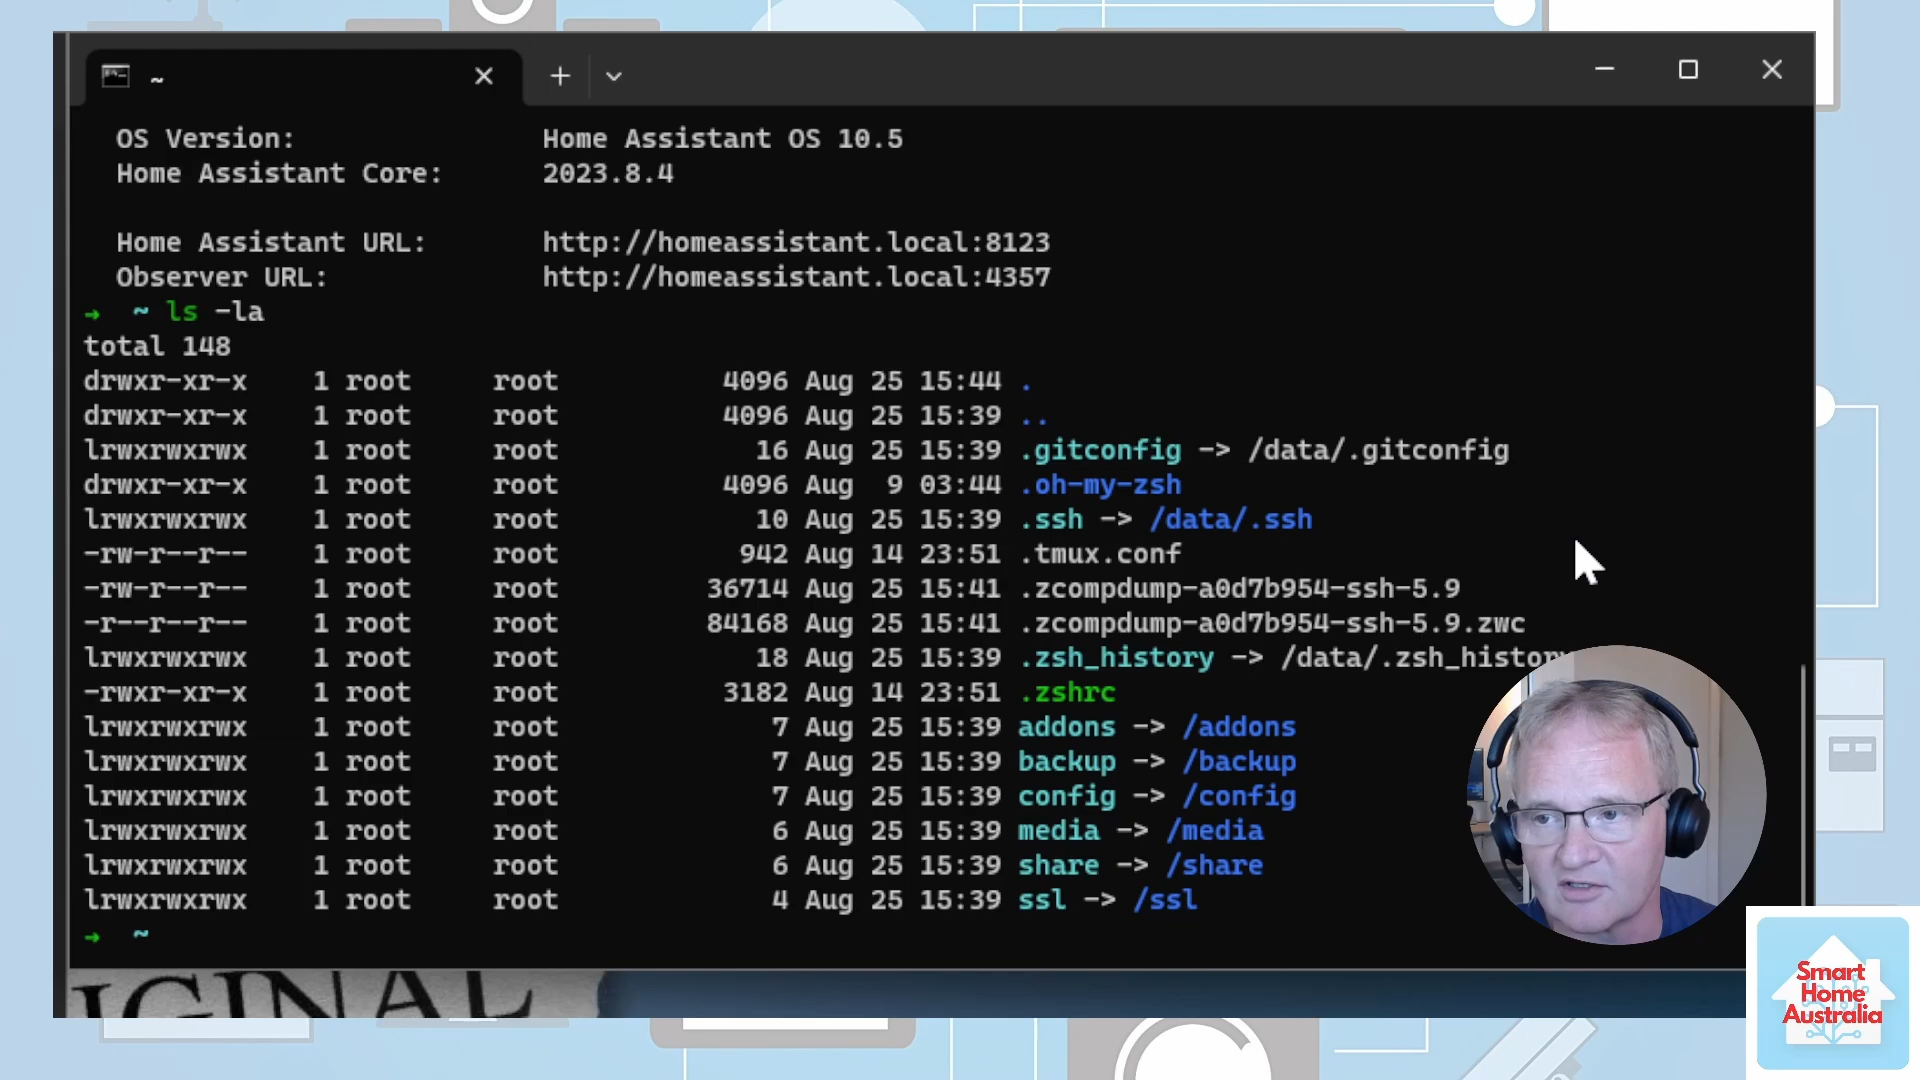 ~
OS Version: Home Assistant OS 10.5
Home Assistant Core: 2023.8.4
Home Assistant URL: http://homeassistant.local:8123
Observer URL: http://homeassistant.local:4357
→ ~ ls -la
total 148
drwxr-xr-x 1 root root 4096 Aug 25 15:44 .
drwxr-xr-x 1 root root 4096 Aug 25 15:39 ..
lrwxrwxrwx 1 root root 16 Aug 25 15:39 .gitconfig -> /data/.gitconfig
drwxr-xr-x 1 root root 4096 Aug 9 03:44 .oh-my-zsh
lrwxrwxrwx 1 root root 10 Aug 25 15:39 .ssh -> /data/.ssh
-rw-r--r-- 1 root root 942 Aug 14 23:51 .tmux.conf
-rw-r--r-- 1 root root 36714 Aug 25 15:41 .zcompdump-a0d7b954-ssh-5.9
-r--r--r-- 1 root root 84168 Aug 25 15:41 .zcompdump-a0d7b954-ssh-5.9.zwc
lrwxrwxrwx 1 root root 18 Aug 25 15:39 .zsh_history -> /data/.zsh_history
-rwxr-xr-x 1 root root 3182 Aug 14 23:51 .zshrc
lrwxrwxrwx 1 root root 7 Aug 25 15:39 addons -> /addons
lrwxrwxrwx 1 root root 7 Aug 25 15:39 backup -> /backup
lrwxrwxrwx 1 root root 7 Aug 25 15:39 config -> /config
lrwxrwxrwx 1 root root 6 Aug 25 15:39 media -> /media
lrwxrwxrwx 1 root root 6 Aug 25 15:39 share -> /share
lrwxrwxrwx 1 root root 4 Aug 25 15:39 ssl -> /ssl
→ ~
Smart
Home
Australia